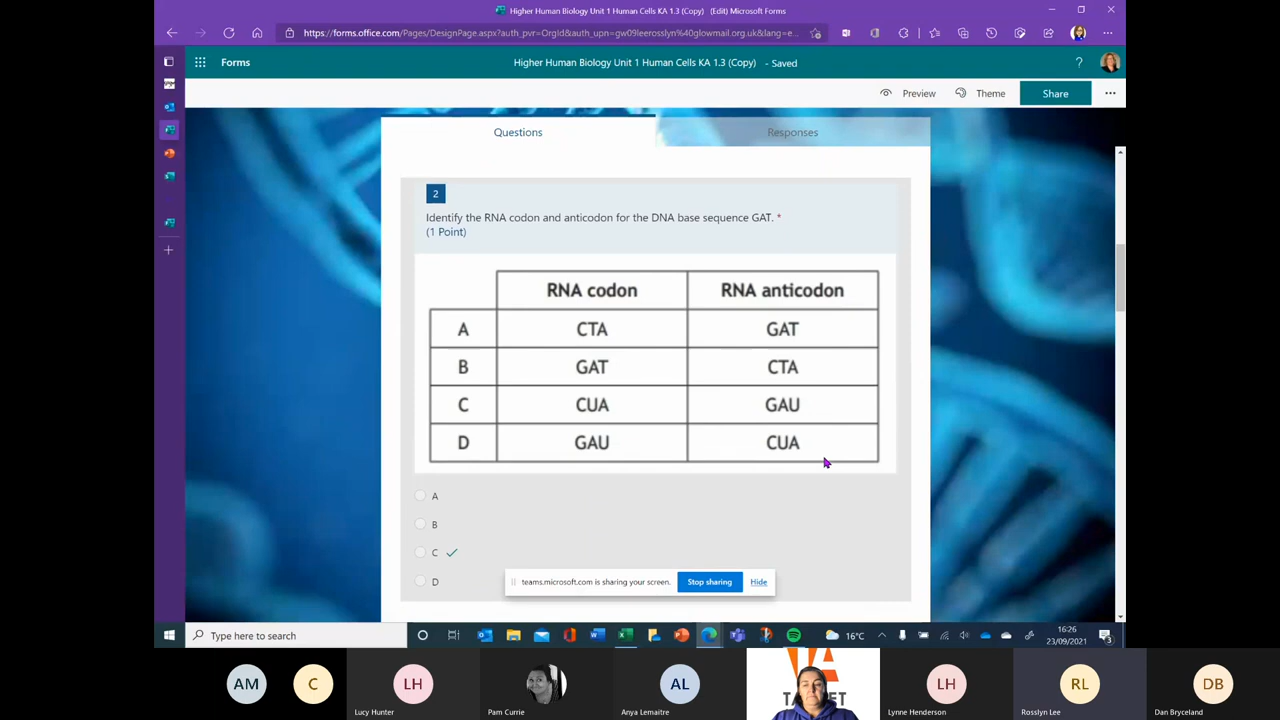 Higher Human Biology Unit 1 Human Cells KA 1.3 (Copy) (Edit) Microsoft Forms
https://forms.office.com/Pages/DesignPage.aspx?auth_pvr=OrgId&auth_upn=gw09leerosslyn%40glowmail.org.uk&lang=e...
Forms
Higher Human Biology Unit 1 Human Cells KA 1.3 (Copy) - Saved
?
Preview
Theme
Share
Questions
Responses
2
Identify the RNA codon and anticodon for the DNA base sequence GAT. *
(1 Point)
RNA codon RNA anticodon
A CTA GAT
B GAT CTA
C CUA GAU
D GAU CUA
A
B
C
D
teams.microsoft.com is sharing your screen. Stop sharing Hide
Type here to search
16°C
16:26
23/09/2021
AM
C
LH
Lucy Hunter
Pam Currie
AL
Anya Lemaitre
LH
Lynne Henderson
RL
Rosslyn Lee
DB
Dan Bryceland